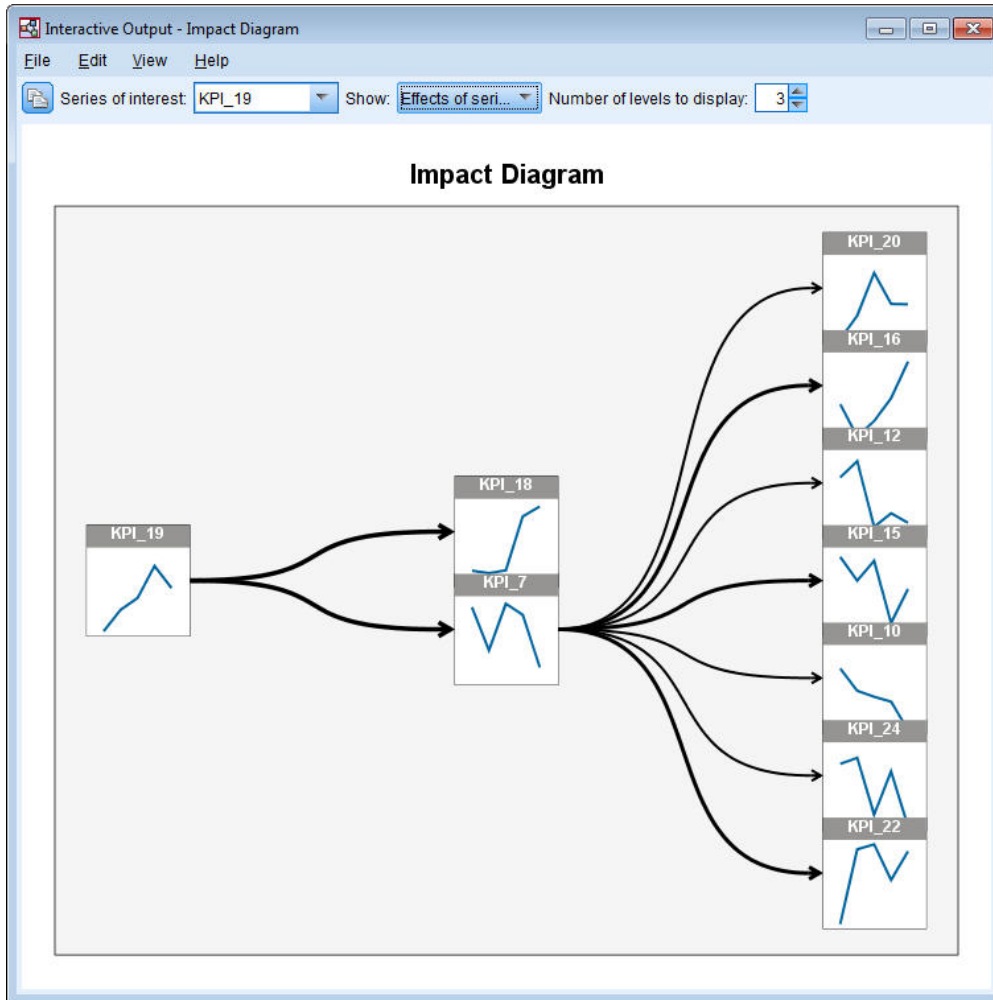 Interactive Output - Impact Diagram
File Edit View Help
Series of interest: KPI_19 Show: Effects of seri... Number of levels to display: 3
Impact Diagram
KPI_20
KPI_16
KPI_12
KPI_18
KPI_19
KPI_15
KPI_7
KPI_10
KPI_24
KPI_22